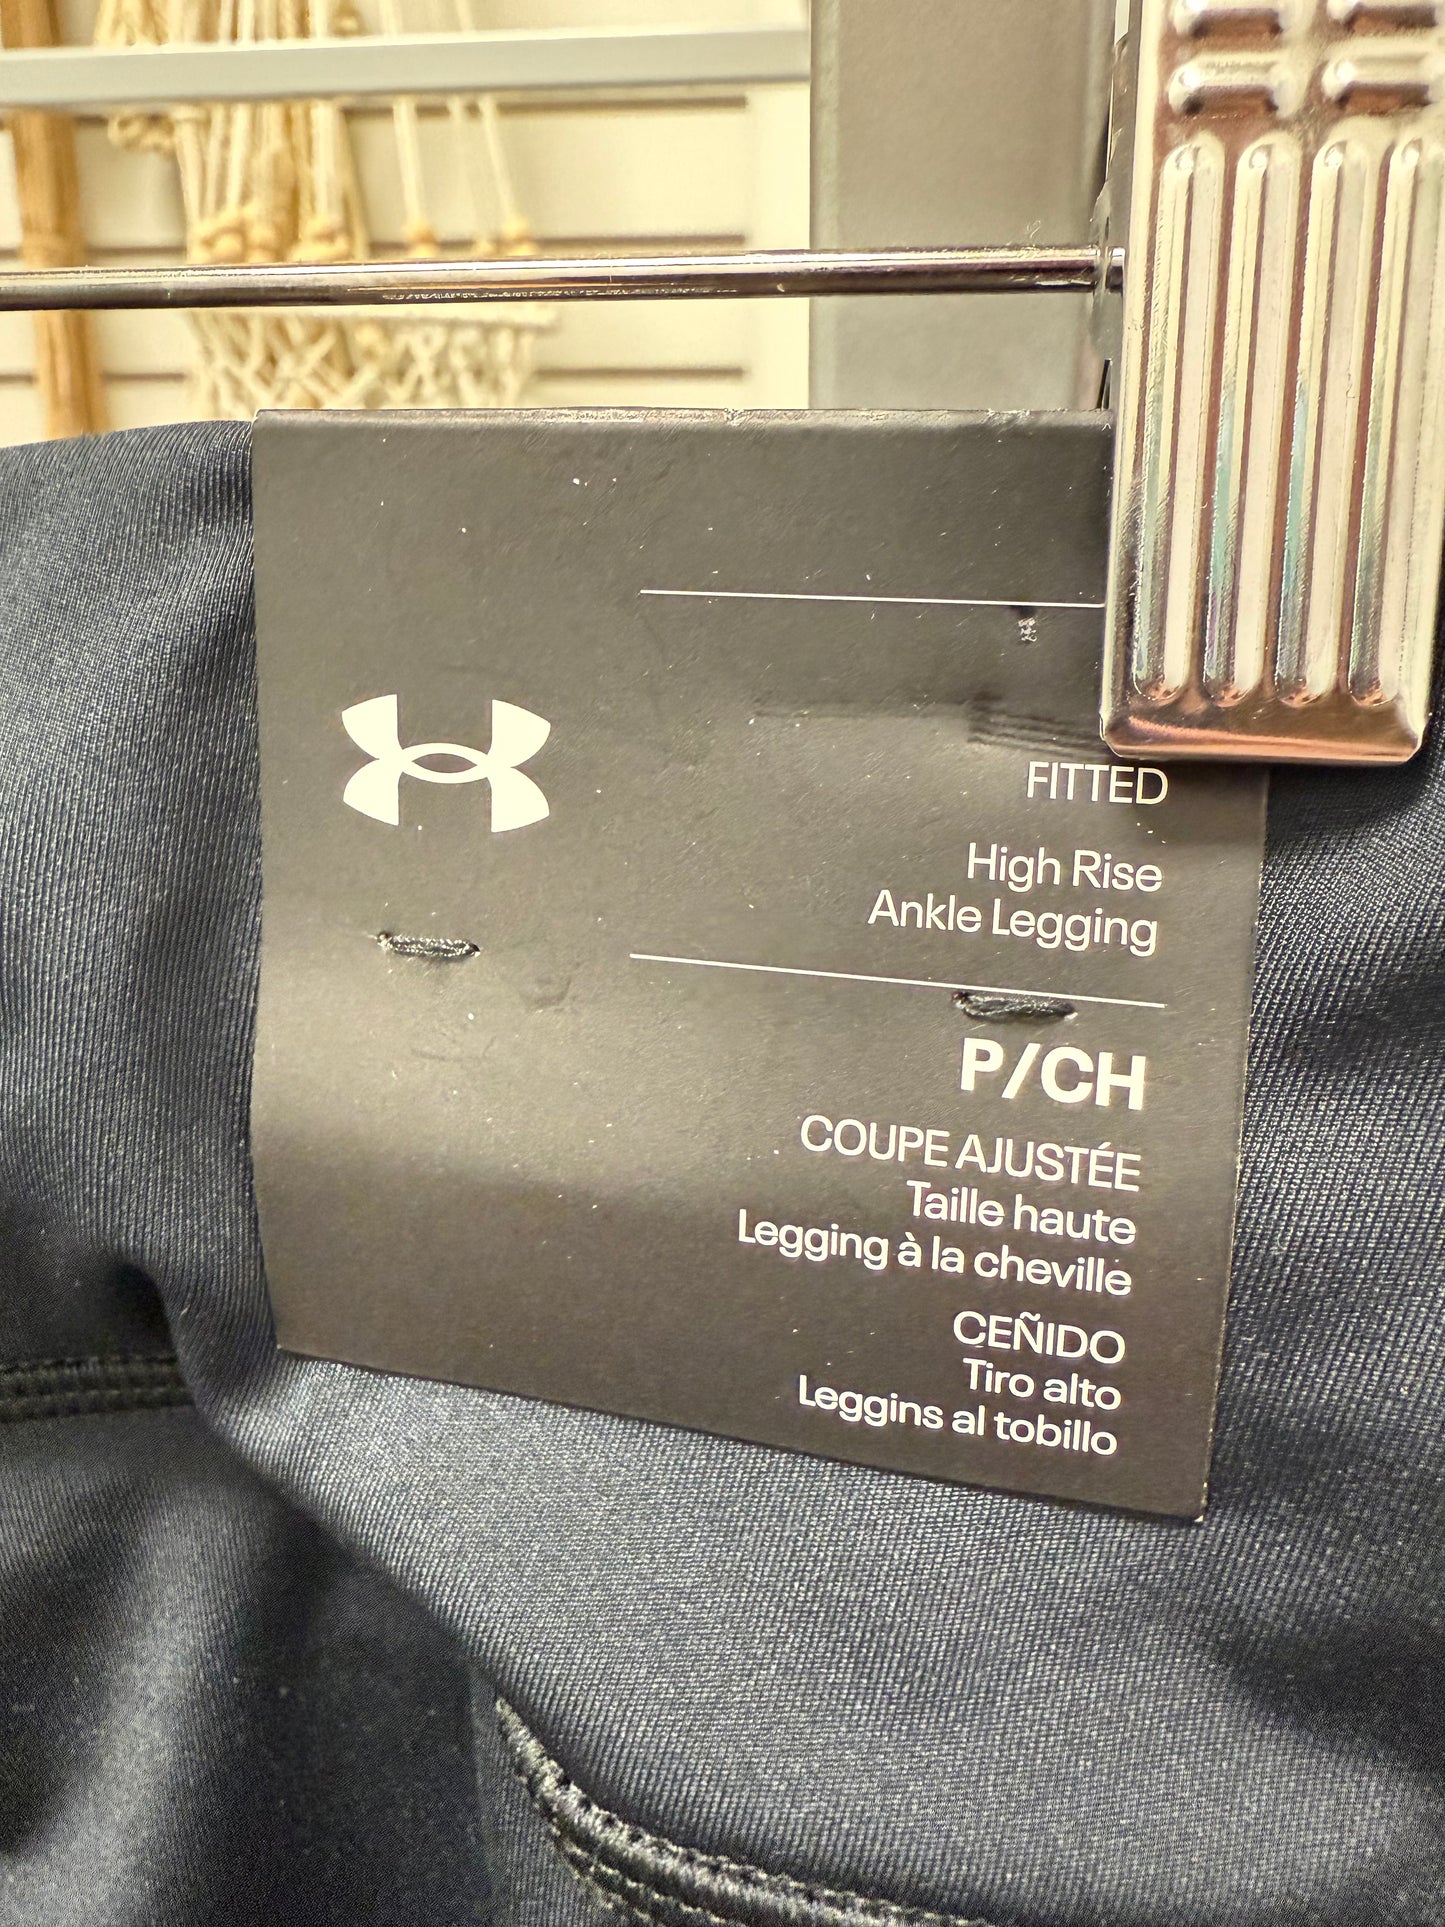 FITTED
High Rise
Ankle Legging
P/CH
COUPE AJUSTÉE
Taille haute
Legging à la cheville
CEÑIDO
Tiro alto
Leggins al tobillo